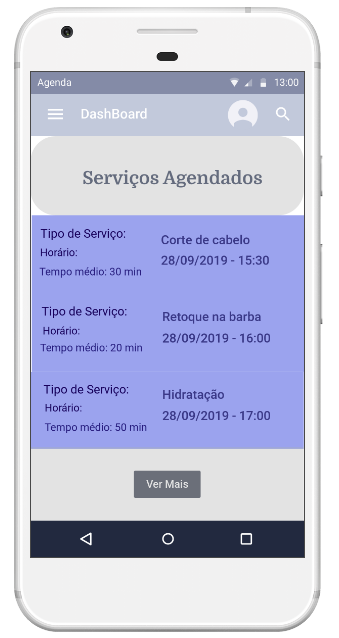 Agenda 13:00
DashBoard
Serviços Agendados
Tipo de Serviço: Corte de cabelo
Horário: 28/09/2019 - 15:30
Tempo médio: 30 min
Tipo de Serviço: Retoque na barba
Horário: 28/09/2019 - 16:00
Tempo médio: 20 min
Tipo de Serviço: Hidratação
Horário: 28/09/2019 - 17:00
Tempo médio: 50 min
Ver Mais